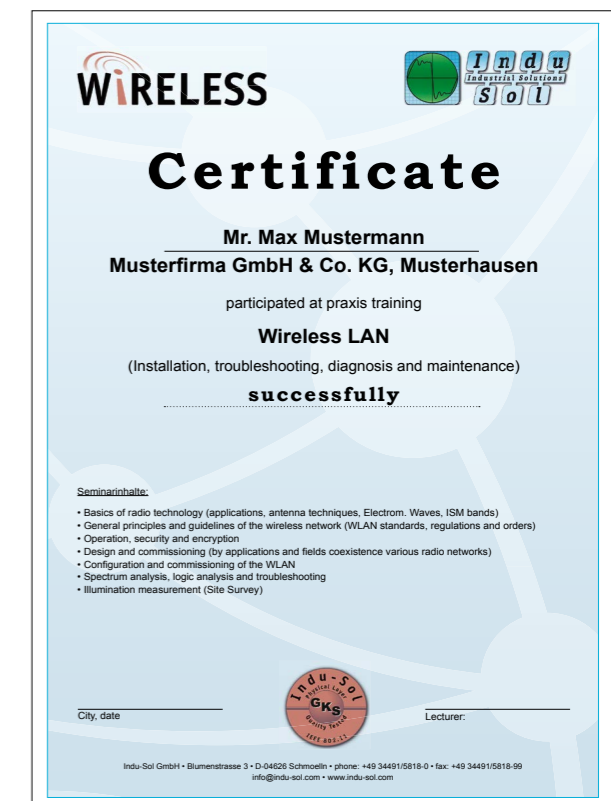 WiRELESS
Indu
Industrial Solutions
Sol
Certificate
Mr. Max Mustermann
Musterfirma GmbH & Co. KG, Musterhausen
participated at praxis training
Wireless LAN
(Installation, troubleshooting, diagnosis and maintenance)
successfully
Seminarinhalte:
• Basics of radio technology (applications, antenna techniques, Electrom. Waves, ISM bands)
• General principles and guidelines of the wireless network (WLAN standards, regulations and orders)
• Operation, security and encryption
• Design and commissioning (by applications and fields coexistence various radio networks)
• Configuration and commissioning of the WLAN
• Spectrum analysis, logic analysis and troubleshooting
• Illumination measurement (Site Survey)
Indu-Sol
Physical Layer
GKS
Quality Tested
IEEE 802.11
City, date
Lecturer:
Indu-Sol GmbH • Blumenstrasse 3 • D-04626 Schmoelln • phone: +49 34491/5818-0 • fax: +49 34491/5818-99
info@indu-sol.com • www.indu-sol.com